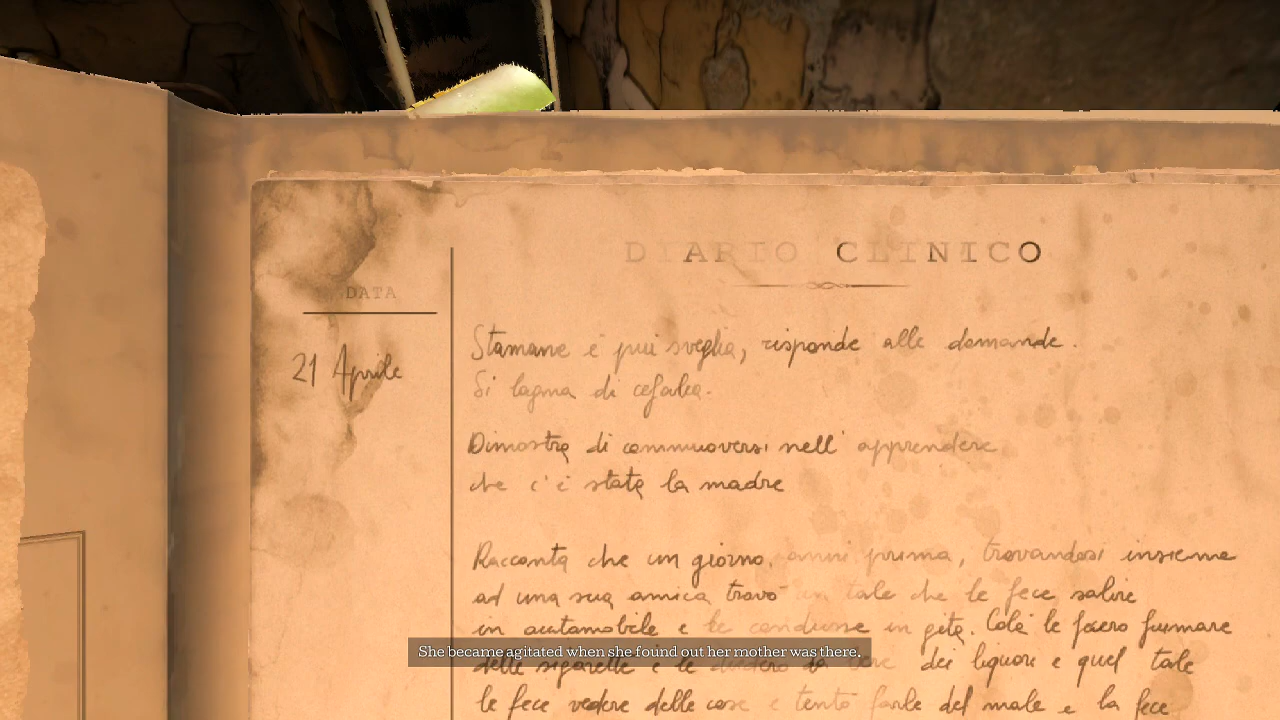 DIARIO CLINICO
DATA
21 Aprile
Stamane è più sveglia, risponde alle domande.
Si lagna di cefalea.
Dimostra di commuoversi nell' apprendere
che c'è stata la madre
Racconta che un giorno, anni prima, trovandosi insieme
ad una sua amica trovò un tale che le fece salire
in automobile e le condusse in gita. Colà le fecero fumare
delle sigarette e le diedero da bere dei liquori e quel tale
le fece vedere delle cose e tentò farle del male e la fece
She became agitated when she found out her mother was there.